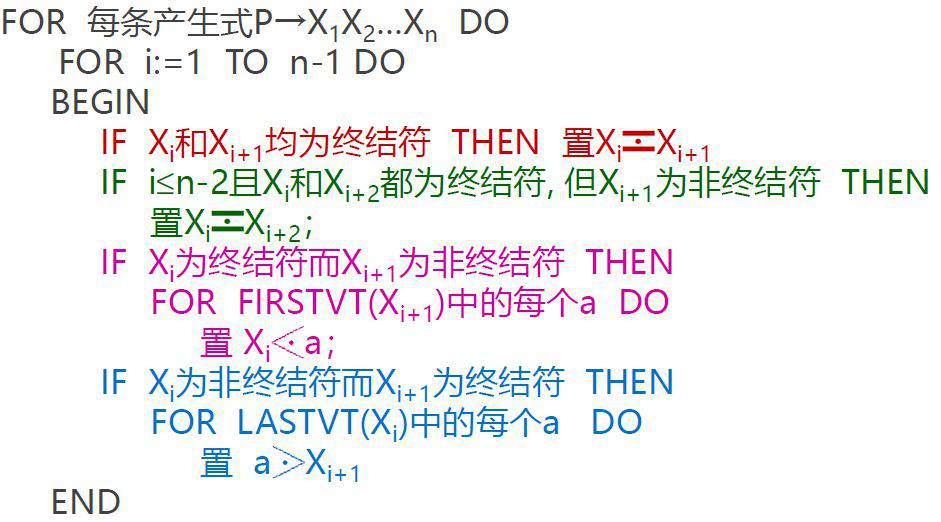 FOR 每条产生式P→X₁X₂…Xₙ DO
FOR i:=1 TO n-1 DO
BEGIN
IF Xᵢ和Xᵢ₊₁均为终结符 THEN 置Xᵢ≖Xᵢ₊₁
IF i≤n-2且Xᵢ和Xᵢ₊₂都为终结符, 但Xᵢ₊₁为非终结符 THEN
置Xᵢ≖Xᵢ₊₂;
IF Xᵢ为终结符而Xᵢ₊₁为非终结符 THEN
FOR FIRSTVT(Xᵢ₊₁)中的每个a DO
置 Xᵢ⋖a;
IF Xᵢ为非终结符而Xᵢ₊₁为终结符 THEN
FOR LASTVT(Xᵢ)中的每个a DO
置 a⋗Xᵢ₊₁
END